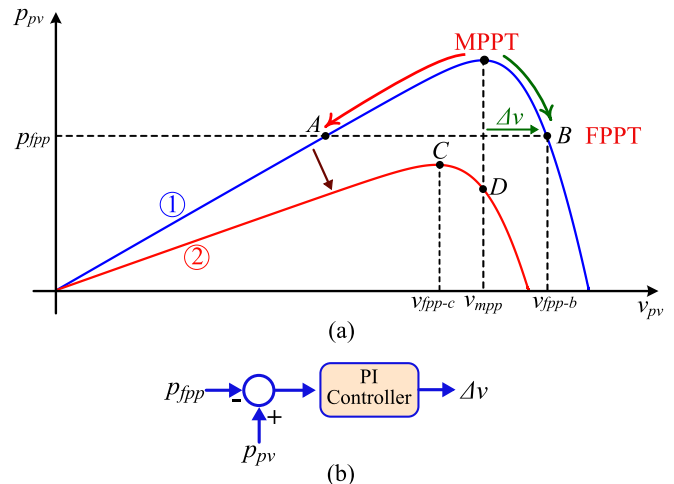 p_pv
MPPT
p_fpp
A
Δv
B
FPPT
C
①
D
②
v_fpp-c
v_mpp
v_fpp-b
v_pv
(a)
p_fpp
-
PI
Controller
Δv
+
p_pv
(b)